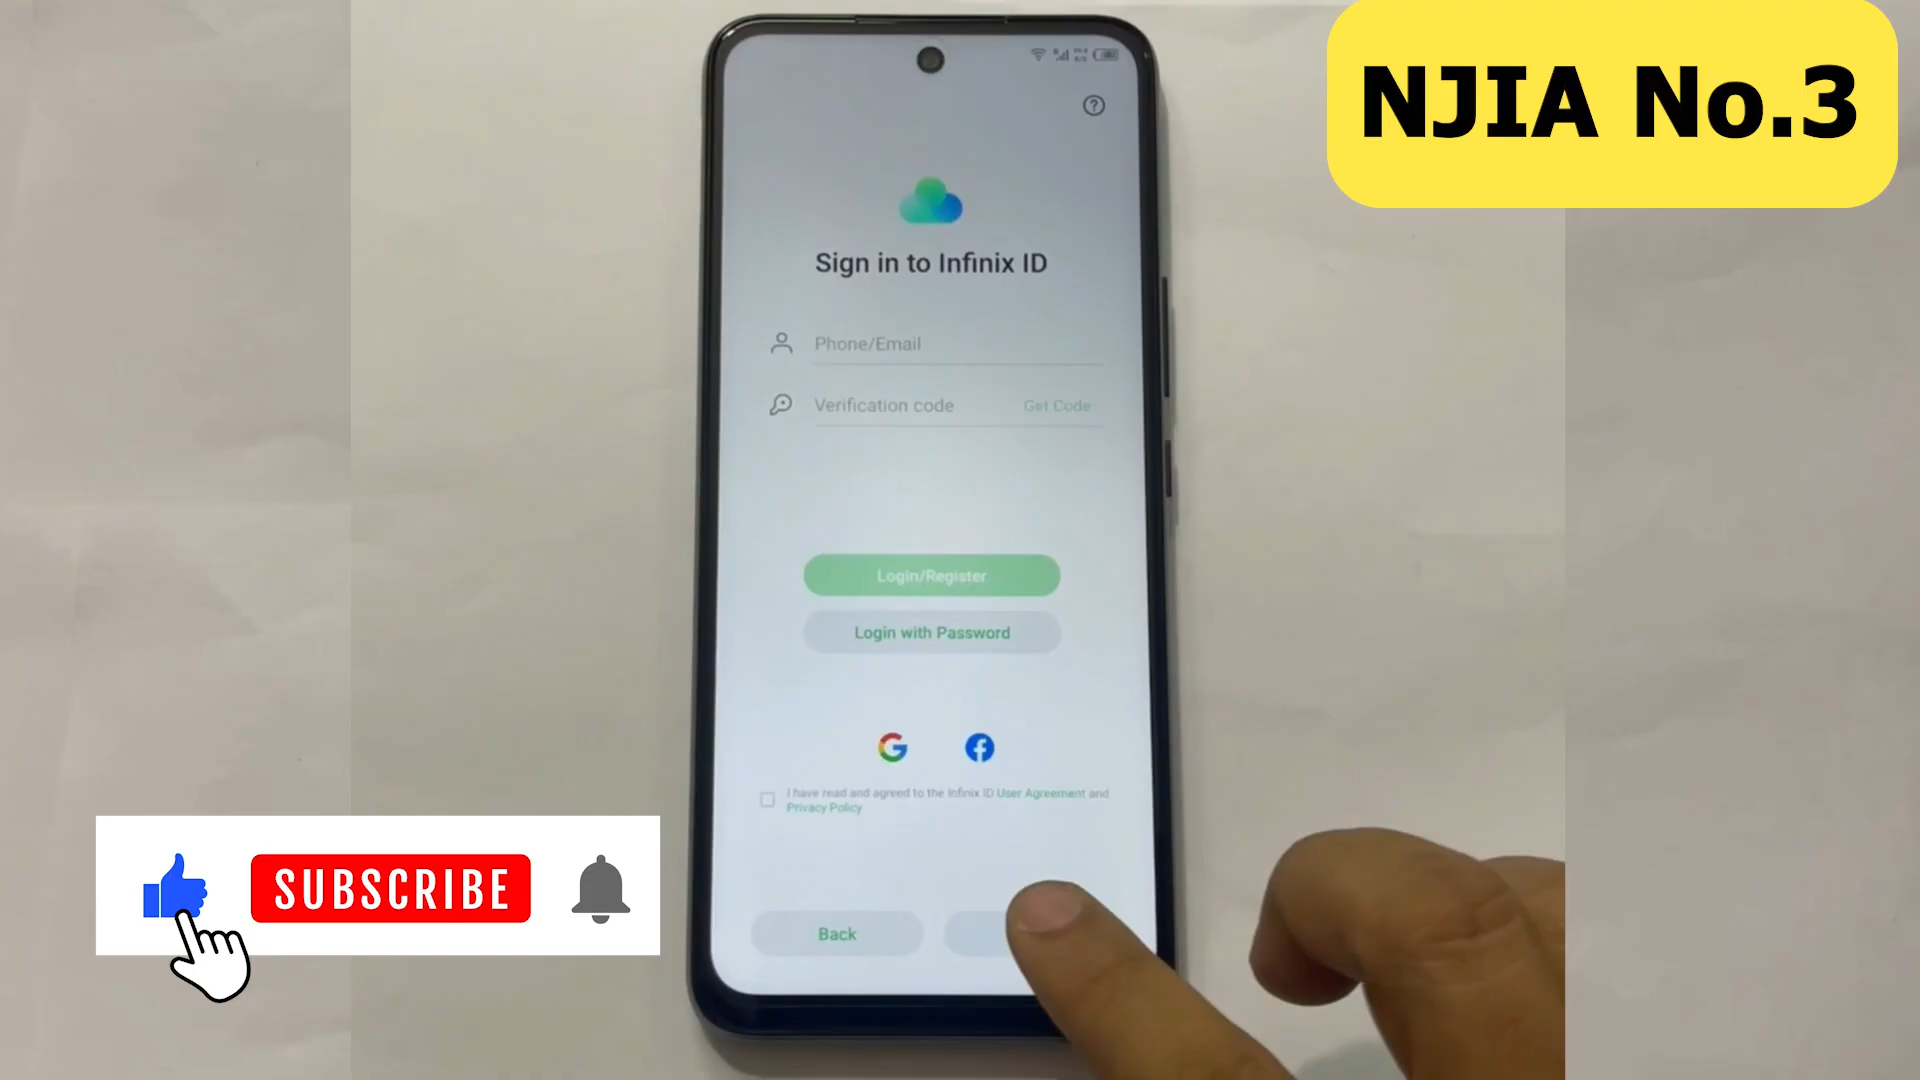 NJIA No.3
Sign in to Infinix ID
Phone/Email
Verification code Get Code
Login/Register
Login with Password
I have read and agreed to the Infinix ID User Agreement and
Privacy Policy
SUBSCRIBE
Back